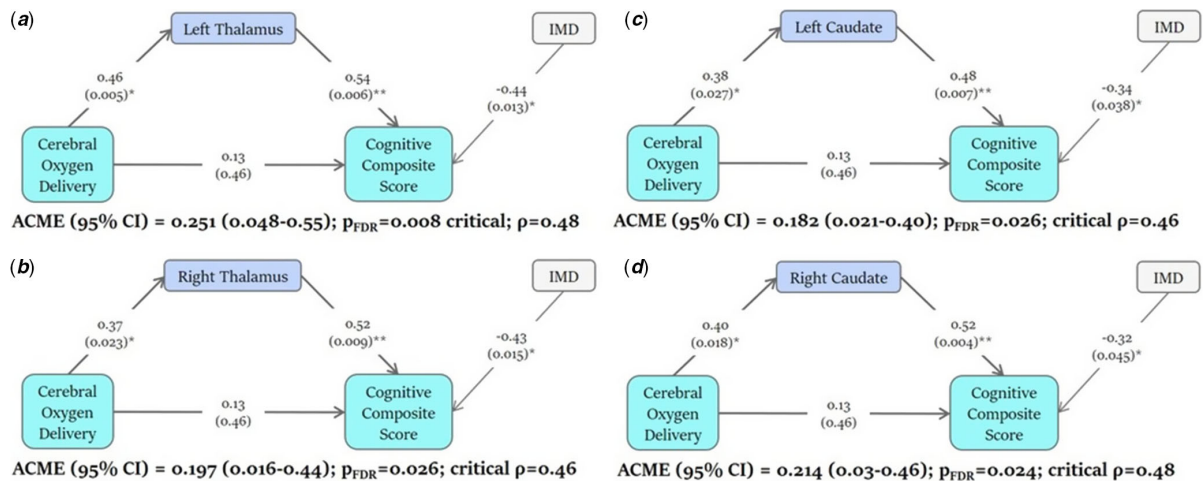 (a)
Left Thalamus
IMD
0.46
(0.005)*
0.54
(0.006)**
-0.44
(0.013)*
Cerebral
Oxygen
Delivery
0.13
(0.46)
Cognitive
Composite
Score
ACME (95% CI) = 0.251 (0.048-0.55); pFDR=0.008 critical; ρ=0.48
(b)
Right Thalamus
IMD
0.37
(0.023)*
0.52
(0.009)**
-0.43
(0.015)*
Cerebral
Oxygen
Delivery
0.13
(0.46)
Cognitive
Composite
Score
ACME (95% CI) = 0.197 (0.016-0.44); pFDR=0.026; critical ρ=0.46
(c)
Left Caudate
IMD
0.38
(0.027)*
0.48
(0.007)**
-0.34
(0.038)*
Cerebral
Oxygen
Delivery
0.13
(0.46)
Cognitive
Composite
Score
ACME (95% CI) = 0.182 (0.021-0.40); pFDR=0.026; critical ρ=0.46
(d)
Right Caudate
IMD
0.40
(0.018)*
0.52
(0.004)**
-0.32
(0.045)*
Cerebral
Oxygen
Delivery
0.13
(0.46)
Cognitive
Composite
Score
ACME (95% CI) = 0.214 (0.03-0.46); pFDR=0.024; critical ρ=0.48